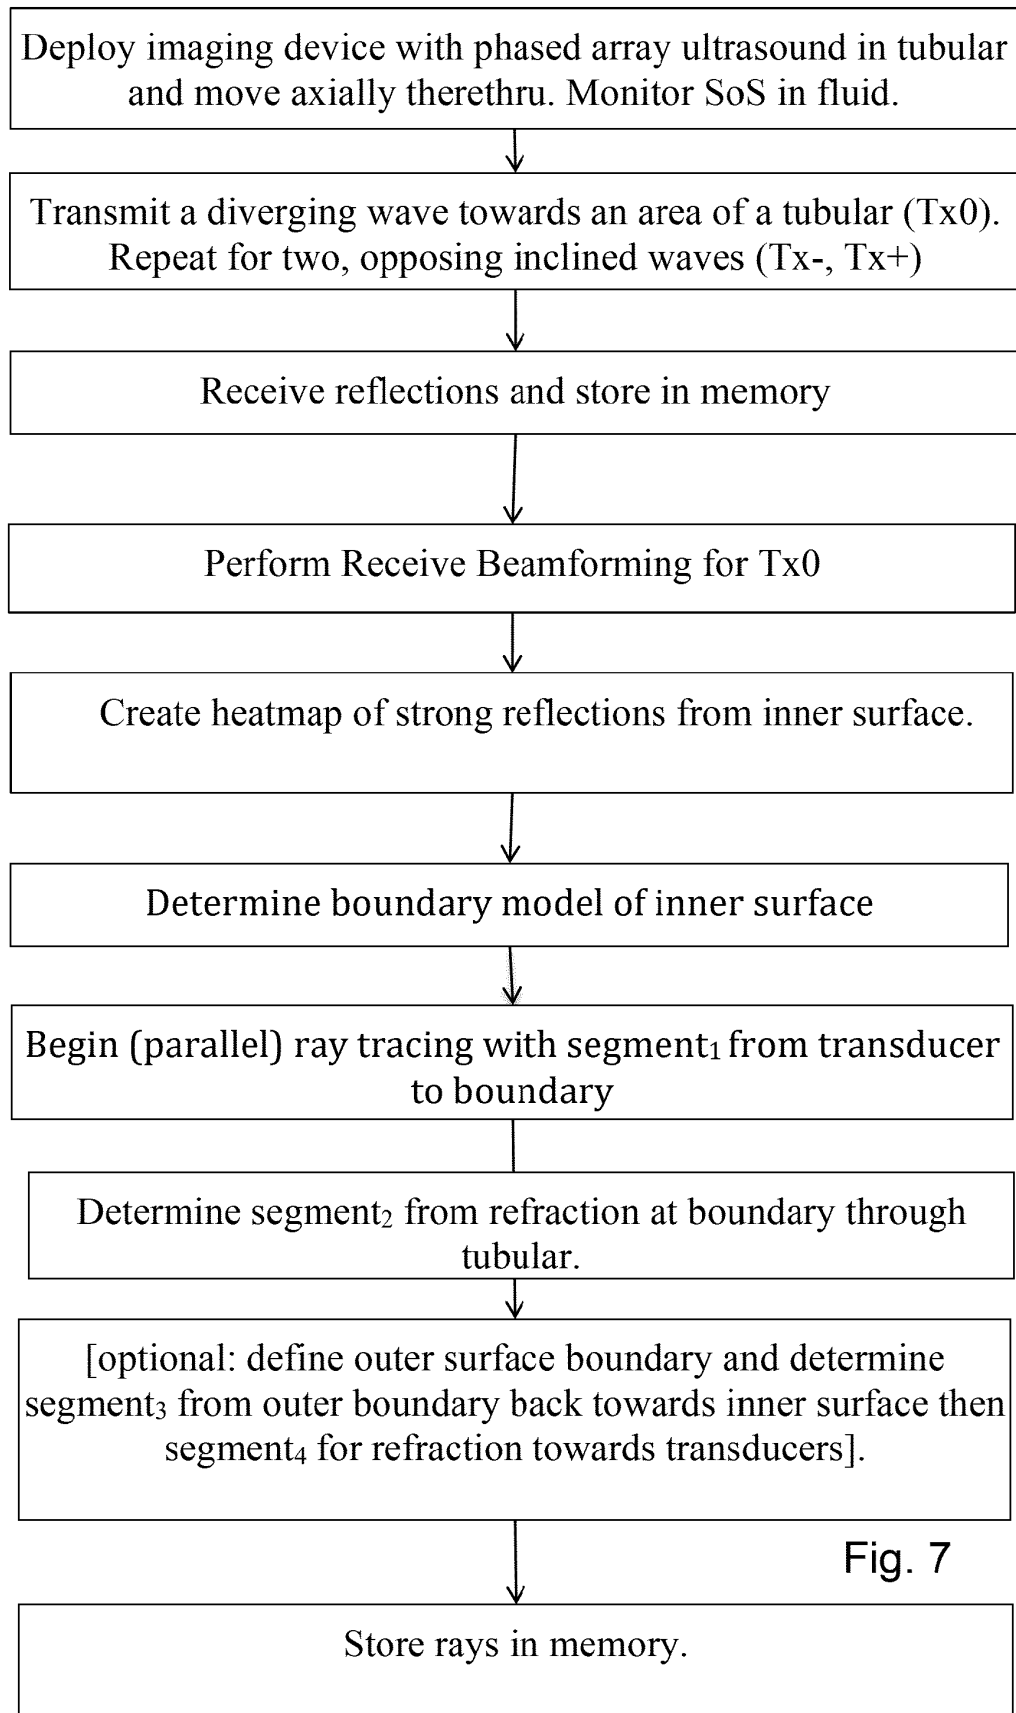 Deploy imaging device with phased array ultrasound in tubular
and move axially therethru. Monitor SoS in fluid.
Transmit a diverging wave towards an area of a tubular (Tx0).
Repeat for two, opposing inclined waves (Tx-, Tx+)
Receive reflections and store in memory
Perform Receive Beamforming for Tx0
Create heatmap of strong reflections from inner surface.
Determine boundary model of inner surface
Begin (parallel) ray tracing with segment₁ from transducer
to boundary
Determine segment₂ from refraction at boundary through
tubular.
[optional: define outer surface boundary and determine
segment₃ from outer boundary back towards inner surface then
segment₄ for refraction towards transducers].
Fig. 7
Store rays in memory.